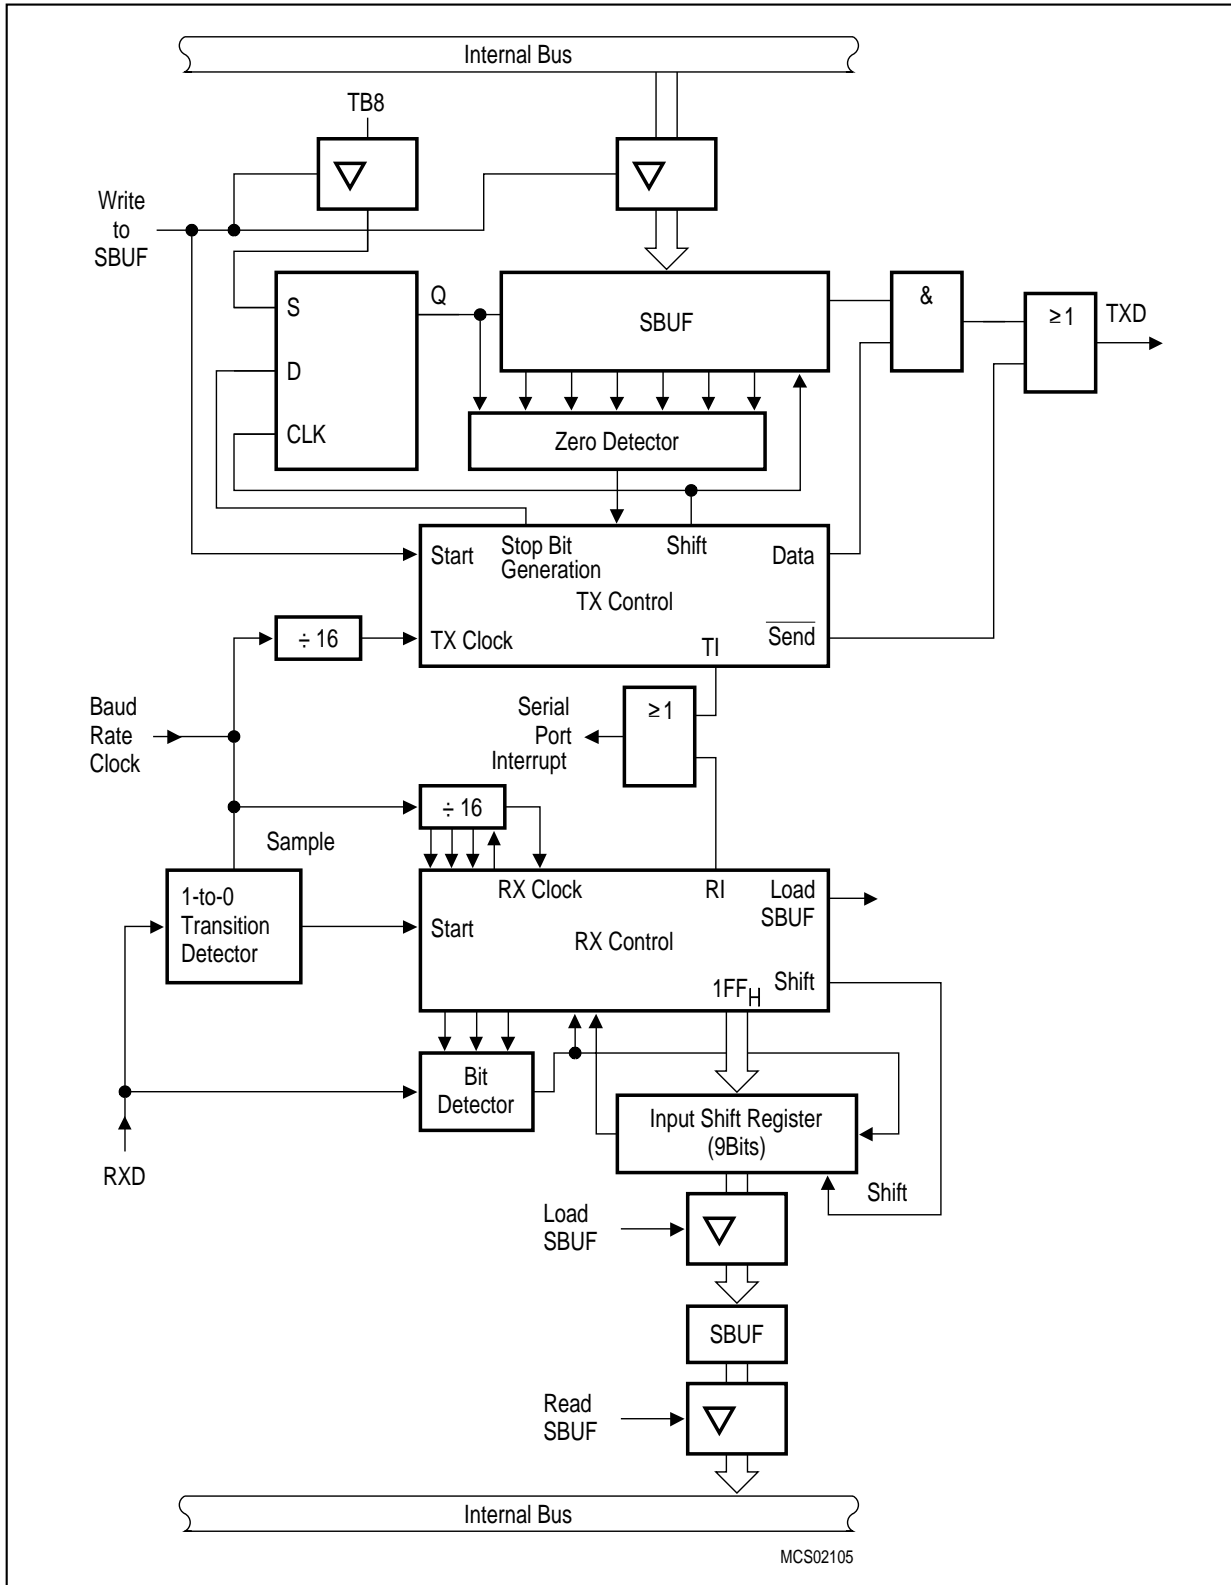 Internal Bus
TB8
Write
to
SBUF
S
D
CLK
Q
SBUF
&
≥1
TXD
Zero Detector
Start
Stop Bit
Generation
Shift
Data
TX Control
÷ 16
TX Clock
TI
Send
Baud
Rate
Clock
Serial
Port
Interrupt
≥1
÷ 16
Sample
1-to-0
Transition
Detector
RX Clock
RI
Load
SBUF
Start
RX Control
1FFH
Shift
Bit
Detector
Input Shift Register
(9Bits)
RXD
Shift
Load
SBUF
SBUF
Read
SBUF
Internal Bus
MCS02105